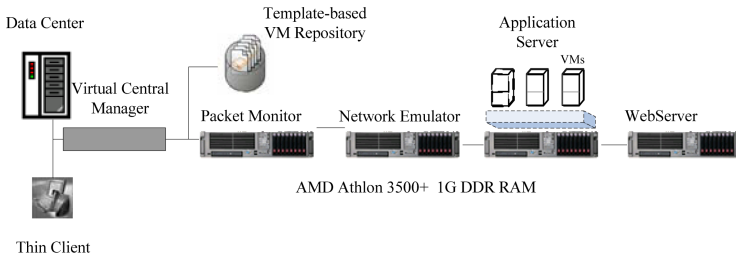 Data Center
Template-based
VM Repository
Application
Server
VMs
Virtual Central
Manager
Packet Monitor
Network Emulator
WebServer
AMD Athlon 3500+ 1G DDR RAM
Thin Client